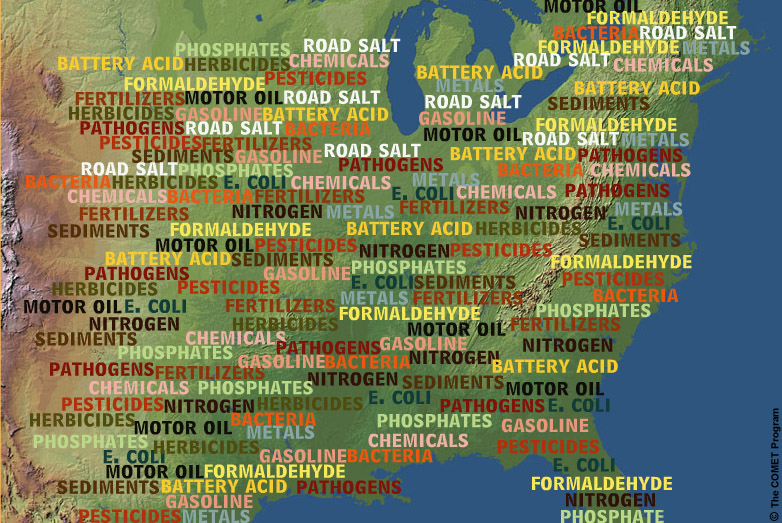 MOTOR OIL
FORMALDEHYDE
BACTERIA ROAD SALT
PHOSPHATES ROAD SALT FORMALDEHYDE METALS
BATTERY ACID HERBICIDES CHEMICALS ROAD SALT CHEMICALS
FORMALDEHYDE PESTICIDES BATTERY ACID
METALS BATTERY ACID
FERTILIZERS MOTOR OIL ROAD SALT ROAD SALT SEDIMENTS
HERBICIDES GASOLINE BATTERY ACID GASOLINE
PATHOGENS ROAD SALT BACTERIA MOTOR OIL FORMALDEHYDE
PESTICIDES FERTILIZERS ROAD SALT METALS
SEDIMENTS GASOLINE ROAD SALT BATTERY ACID PATHOGENS
ROAD SALT PHOSPHATES PATHOGENS BACTERIA CHEMICALS
BACTERIA HERBICIDES E. COLI CHEMICALS METALS
CHEMICALS BACTERIA FERTILIZERS E. COLI CHEMICALS PATHOGENS
FERTILIZERS NITROGEN METALS FERTILIZERS NITROGEN METALS
SEDIMENTS FORMALDEHYDE BATTERY ACID HERBICIDES E. COLI
MOTOR OIL PESTICIDES NITROGEN PESTICIDES SEDIMENTS
BATTERY ACID SEDIMENTS FORMALDEHYDE
PATHOGENS GASOLINE PHOSPHATES PESTICIDES
HERBICIDES PESTICIDES E. COLI SEDIMENTS BACTERIA
MOTOR OIL E. COLI FERTILIZERS METALS FERTILIZERS PHOSPHATES
NITROGEN HERBICIDES FORMALDEHYDE FERTILIZERS
SEDIMENTS CHEMICALS MOTOR OIL
PHOSPHATES PATHOGENS GASOLINE NITROGEN
GASOLINE BACTERIA NITROGEN BATTERY ACID
PATHOGENS FERTILIZERS
CHEMICALS PHOSPHATES NITROGEN SEDIMENTS MOTOR OIL
PESTICIDES NITROGEN HERBICIDES E. COLI PATHOGENS E. COLI
HERBICIDES MOTOR OIL BACTERIA PHOSPHATES GASOLINE
METALS
PHOSPHATES HERBICIDES CHEMICALS PESTICIDES
E. COLI GASOLINE BACTERIA E. COLI
MOTOR OIL FORMALDEHYDE
SEDIMENTS BATTERY ACID PATHOGENS FORMALDEHYDE
GASOLINE NITROGEN
PESTICIDES METALS PHOSPHATE
© The COMET Program